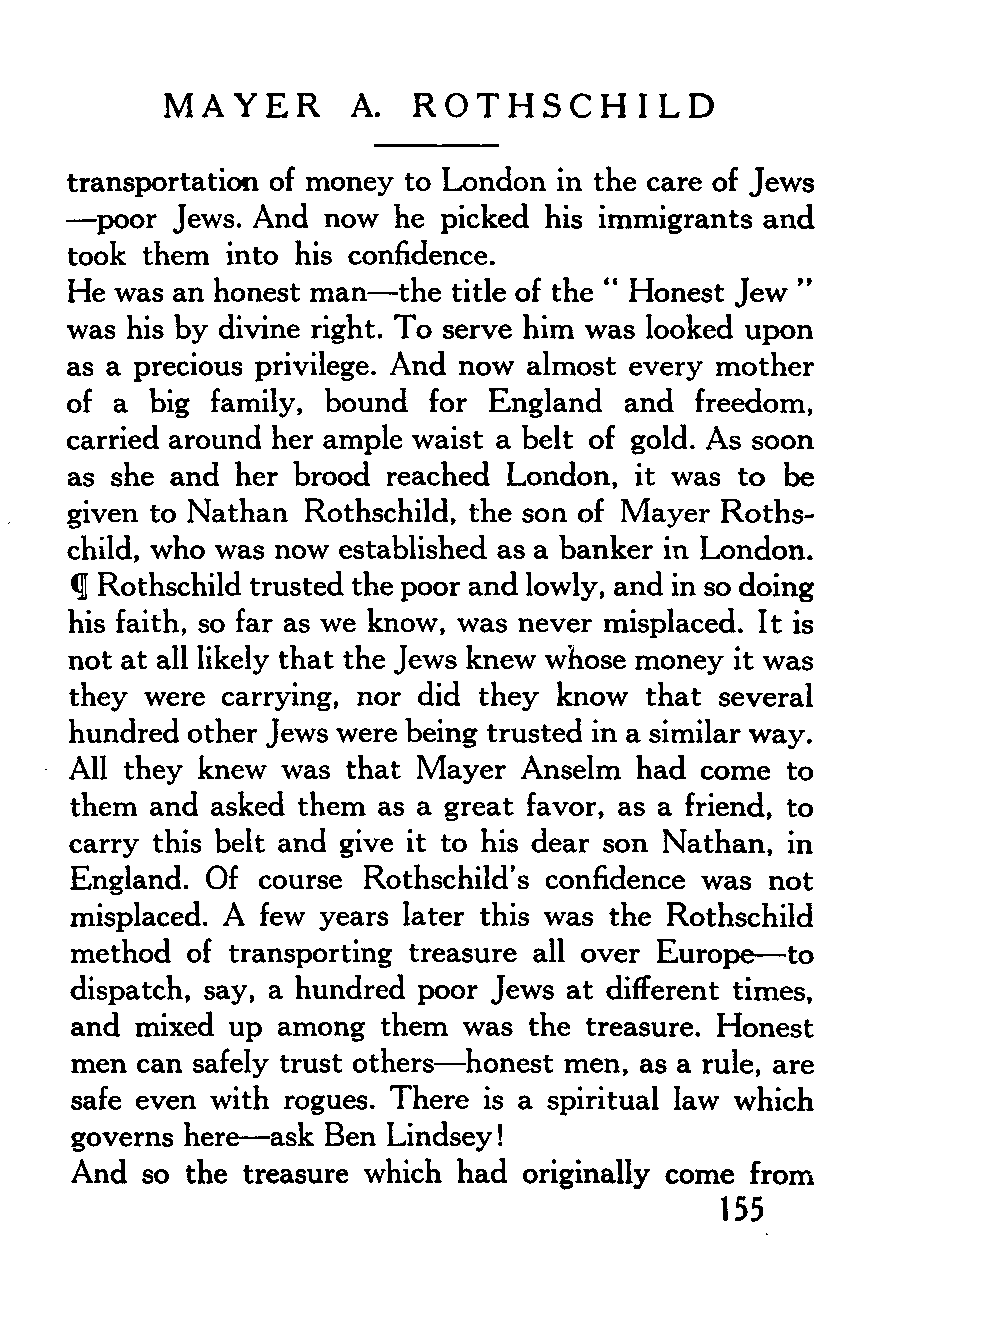 MAYER A. ROTHSCHILD
transportation of money to London in the care of Jews
—poor Jews. And now he picked his immigrants and
took them into his confidence.
He was an honest man—the title of the “ Honest Jew ”
was his by divine right. To serve him was looked upon
as a precious privilege. And now almost every mother
of a big family, bound for England and freedom,
carried around her ample waist a belt of gold. As soon
as she and her brood reached London, it was to be
given to Nathan Rothschild, the son of Mayer Roths-
child, who was now established as a banker in London.
¶ Rothschild trusted the poor and lowly, and in so doing
his faith, so far as we know, was never misplaced. It is
not at all likely that the Jews knew whose money it was
they were carrying, nor did they know that several
hundred other Jews were being trusted in a similar way.
All they knew was that Mayer Anselm had come to
them and asked them as a great favor, as a friend, to
carry this belt and give it to his dear son Nathan, in
England. Of course Rothschild's confidence was not
misplaced. A few years later this was the Rothschild
method of transporting treasure all over Europe—to
dispatch, say, a hundred poor Jews at different times,
and mixed up among them was the treasure. Honest
men can safely trust others—honest men, as a rule, are
safe even with rogues. There is a spiritual law which
governs here—ask Ben Lindsey!
And so the treasure which had originally come from
155